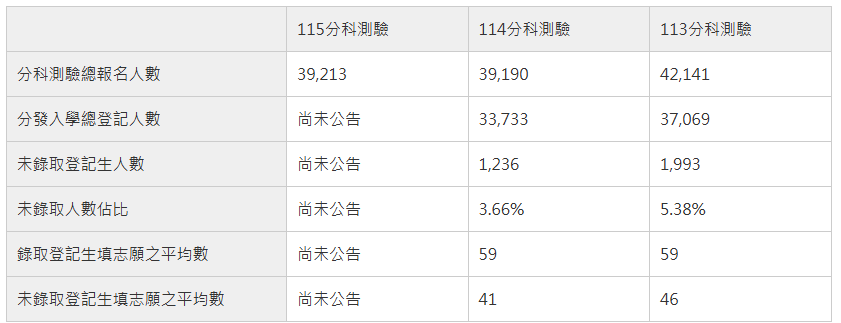 115分科測驗 114分科測驗 113分科測驗
分科測驗總報名人數 39,213 39,190 42,141
分發入學總登記人數 尚未公告 33,733 37,069
未錄取登記生人數 尚未公告 1,236 1,993
未錄取人數佔比 尚未公告 3.66% 5.38%
錄取登記生填志願之平均數 尚未公告 59 59
未錄取登記生填志願之平均數 尚未公告 41 46